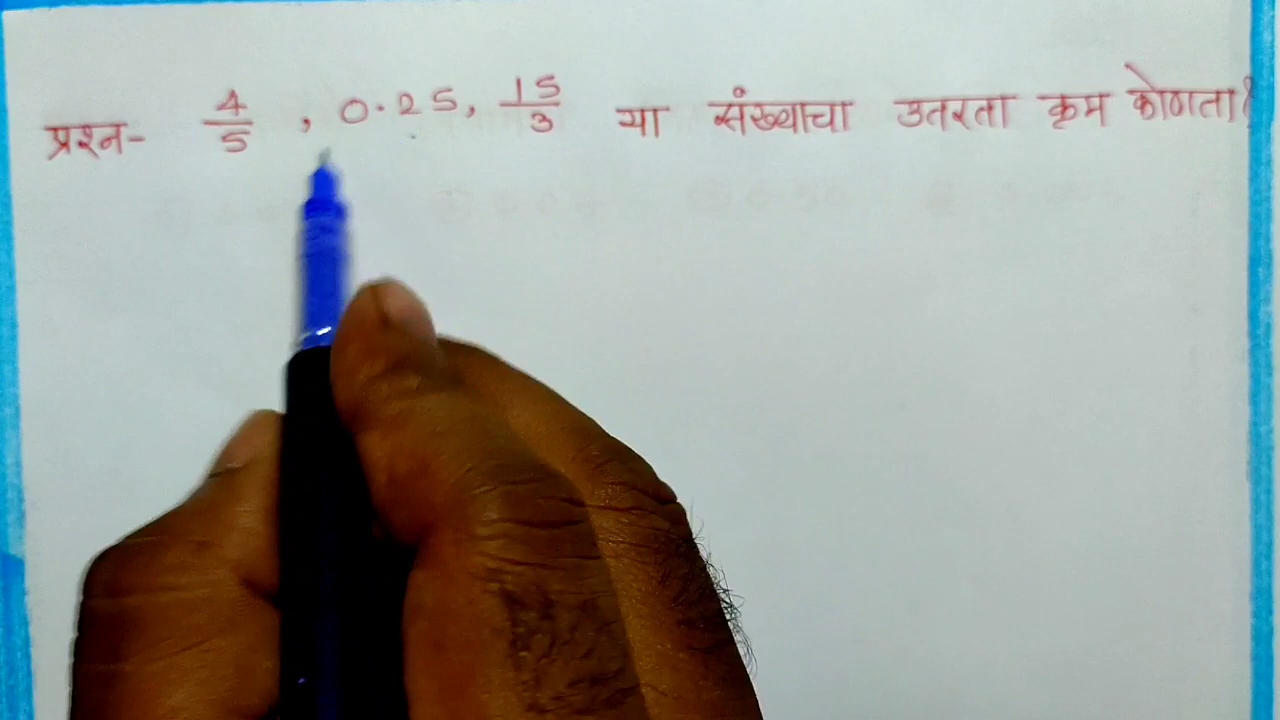 प्रश्न- 4/5 , 0.25, 15/3 या संख्याचा उतरता क्रम कोणता?